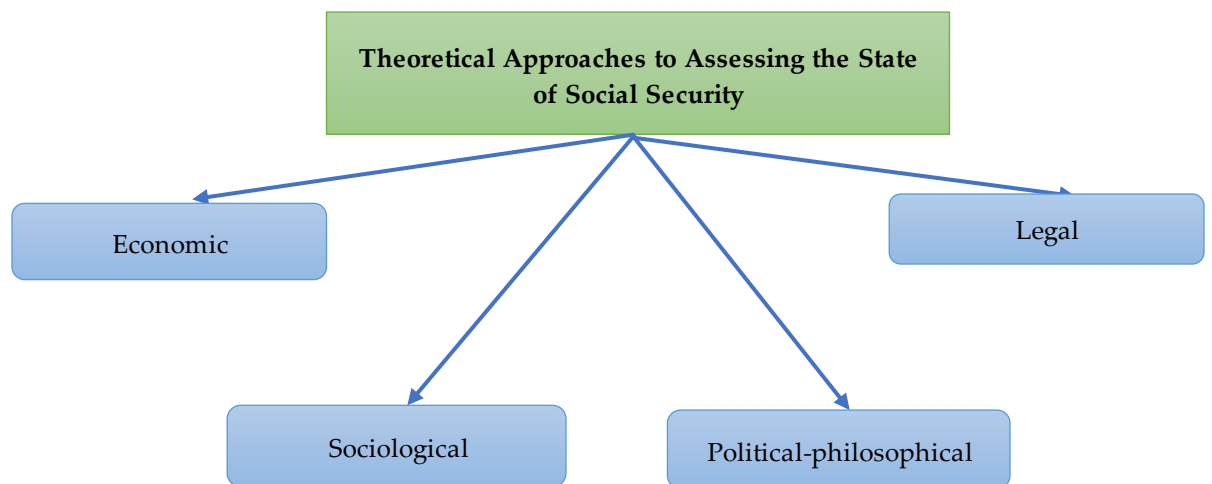 Theoretical Approaches to Assessing the State
of Social Security
Economic
Legal
Sociological
Political-philosophical